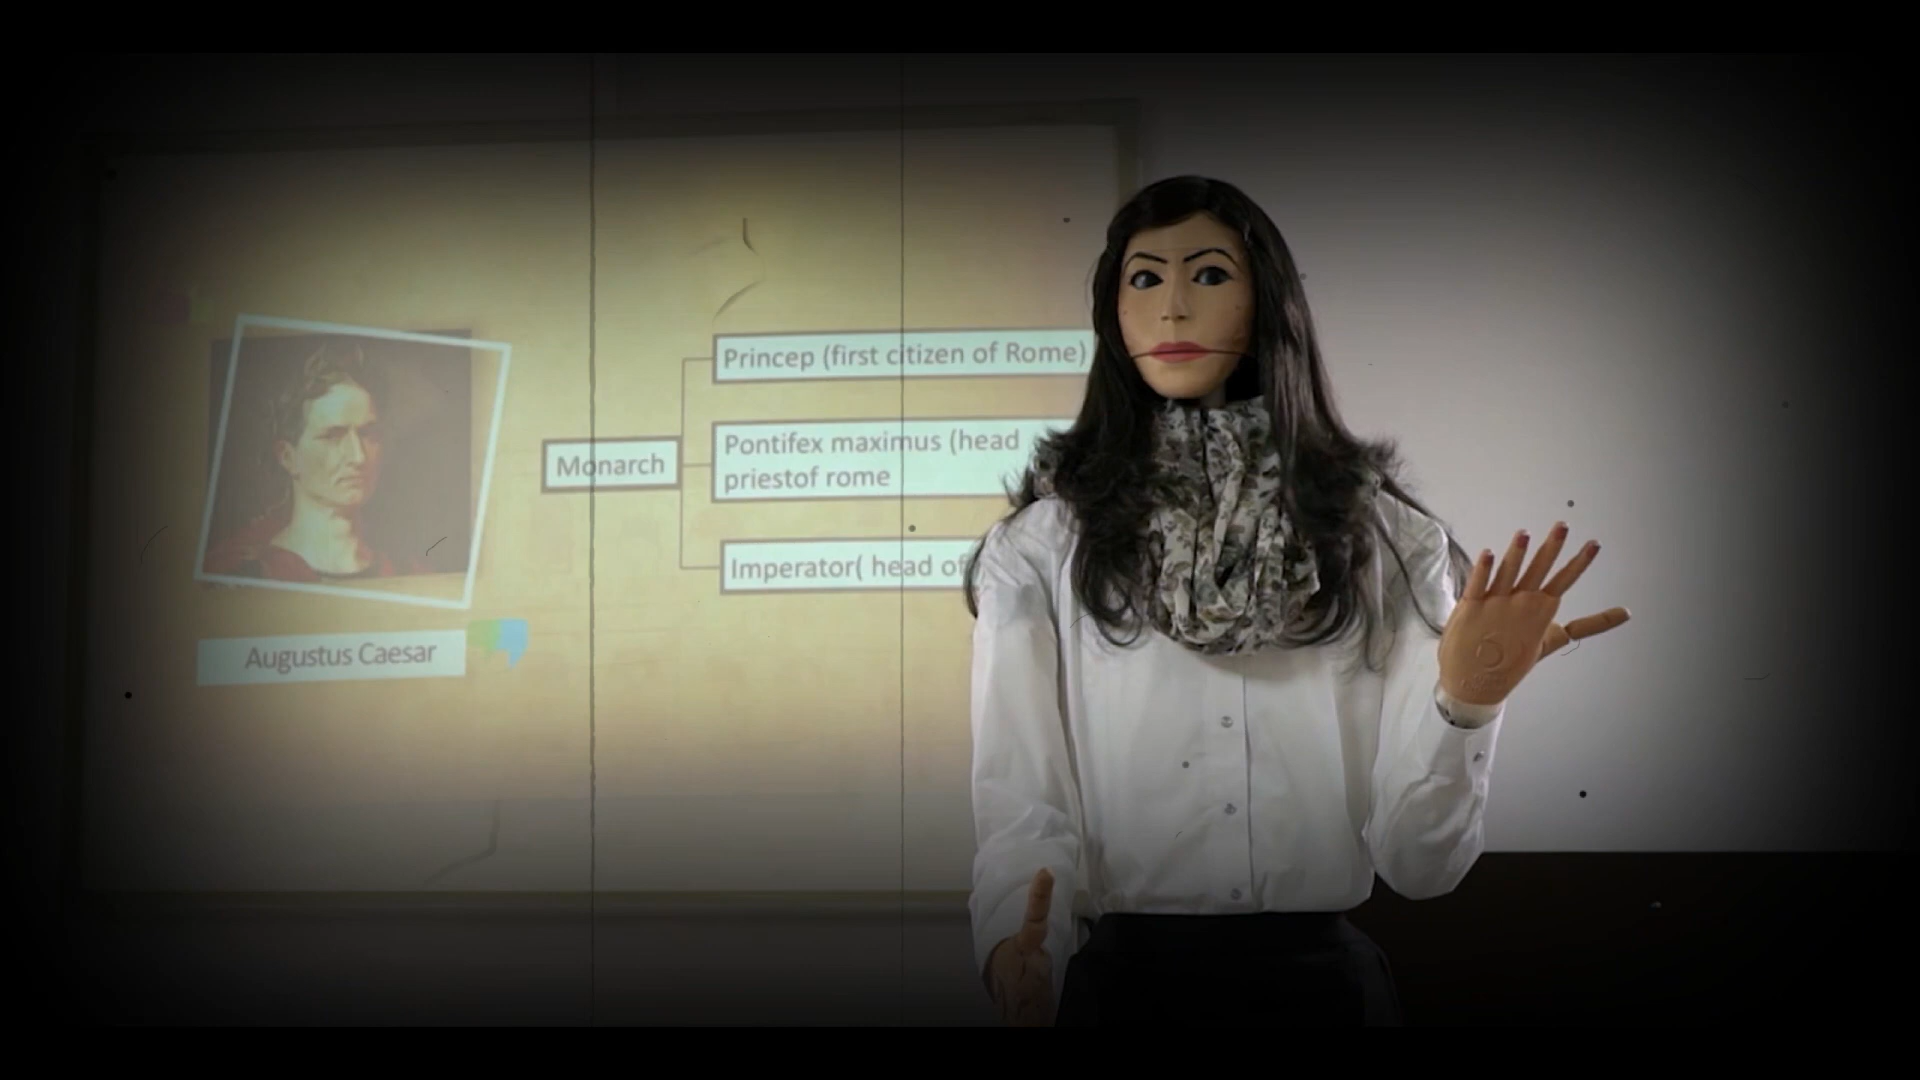 Princep (first citizen of Rome)
Monarch
Pontifex maximus (head
priestof rome
Imperator( head of
Augustus Caesar